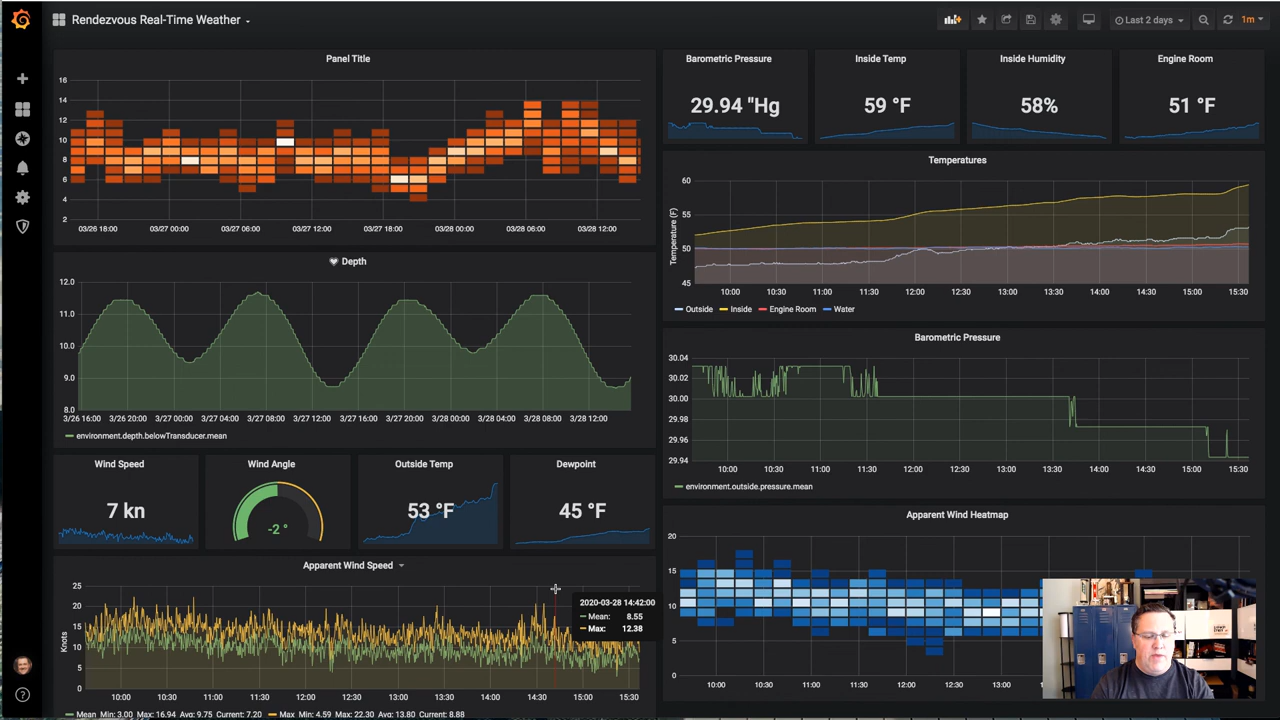 Rendezvous Real-Time Weather
Last 2 days
1m
Panel Title
16
14
12
10
8
6
4
2
03/26 18:00 03/27 00:00 03/27 06:00 03/27 12:00 03/27 18:00 03/28 00:00 03/28 06:00 03/28 12:00
Depth
12.0
11.0
10.0
9.0
8.0
3/26 16:00 3/26 20:00 3/27 00:00 3/27 04:00 3/27 08:00 3/27 12:00 3/27 16:00 3/27 20:00 3/28 00:00 3/28 04:00 3/28 08:00 3/28 12:00
environment.depth.belowTransducer.mean
Wind Speed
7 kn
Wind Angle
-2 °
Outside Temp
53 °F
Dewpoint
45 °F
Apparent Wind Speed
25
20
15
10
5
0
Knots
10:00 10:30 11:00 11:30 12:00 12:30 13:00 13:30 14:00 14:30 15:00 15:30
2020-03-28 14:42:00
Mean: 8.55
Max: 12.38
Mean Min: 3.00 Max: 16.94 Avg: 9.75 Current: 7.20 Max Min: 4.59 Max: 22.30 Avg: 13.80 Current: 8.88
Barometric Pressure
29.94 "Hg
Inside Temp
59 °F
Inside Humidity
58%
Engine Room
51 °F
Temperatures
60
55
50
45
Temperature (F)
10:00 10:30 11:00 11:30 12:00 12:30 13:00 13:30 14:00 14:30 15:00 15:30
Outside Inside Engine Room Water
Barometric Pressure
30.04
30.02
30.00
29.98
29.96
29.94
10:00 10:30 11:00 11:30 12:00 12:30 13:00 13:30 14:00 14:30 15:00 15:30
environment.outside.pressure.mean
Apparent Wind Heatmap
20
15
10
5
0
10:00 10:30 11:00 11:30 12:00 12:30 13:00